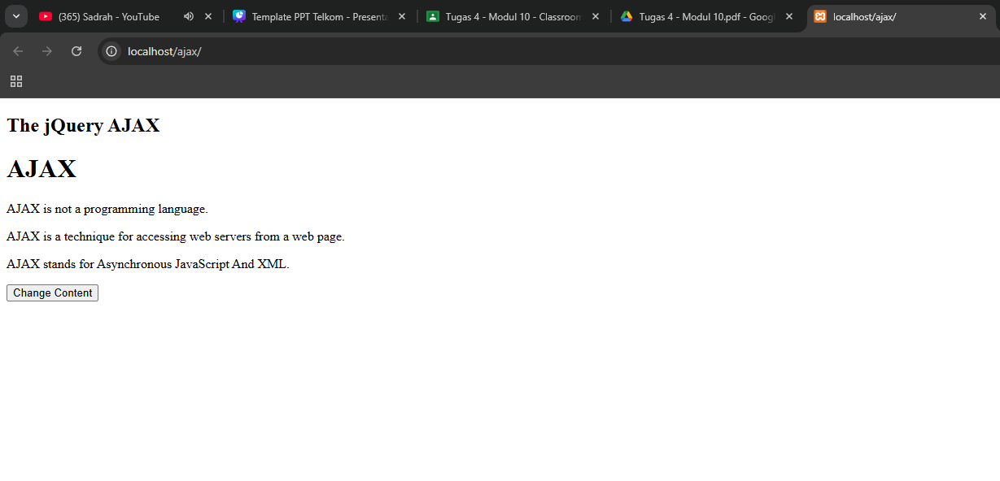 (365) Sadrah - YouTube
Template PPT Telkom - Presenta
Tugas 4 - Modul 10 - Classroom
Tugas 4 - Modul 10.pdf - Goog
localhost/ajax/
localhost/ajax/
The jQuery AJAX
AJAX
AJAX is not a programming language.
AJAX is a technique for accessing web servers from a web page.
AJAX stands for Asynchronous JavaScript And XML.
Change Content